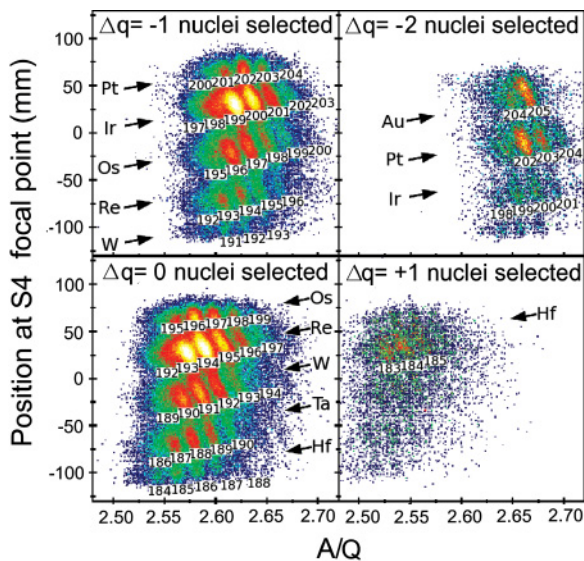 Δq= -1 nuclei selected
100
50
0
-50
-100
Pt
Ir
Os
Re
W
200 201 202 203 204
197 198 199 200 201 202 203
195 196 197 198 199 200
192 193 194 195 196
191 192 193
Δq= -2 nuclei selected
Au
Pt
Ir
204 205
202 203 204
198 199 200 201
Position at S4 focal point (mm)
Δq= 0 nuclei selected
100
50
0
-50
-100
Os
Re
W
Ta
Hf
195 196 197 198 199
192 193 194 195 196 197
189 190 191 192 193 194
186 187 188 189 190
184 185 186 187 188
2.50 2.55 2.60 2.65 2.70
Δq= +1 nuclei selected
Hf
183 184 185
2.50 2.55 2.60 2.65 2.70
A/Q